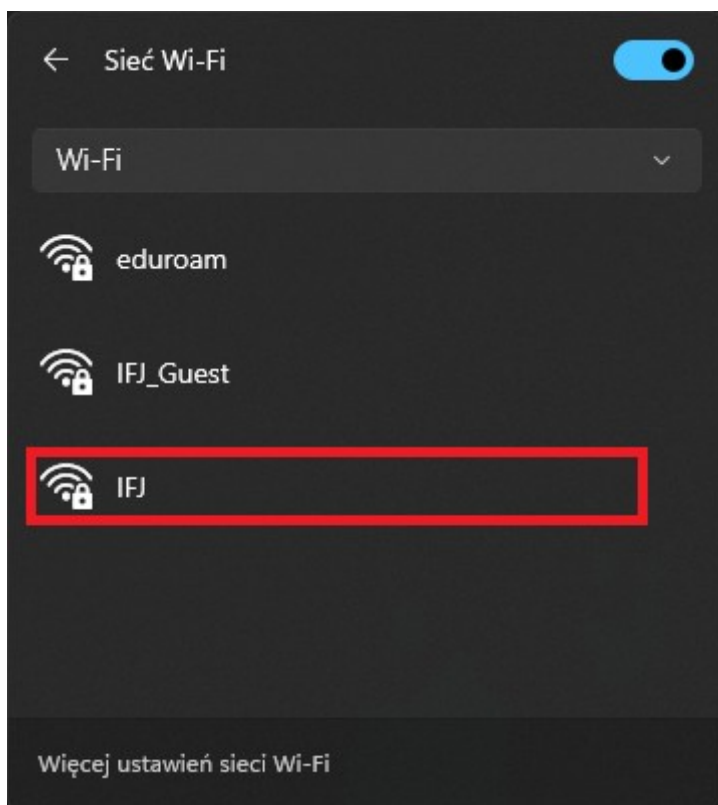 Sieć Wi-Fi
Wi-Fi
eduroam
IFJ_Guest
IFJ
Więcej ustawień sieci Wi-Fi